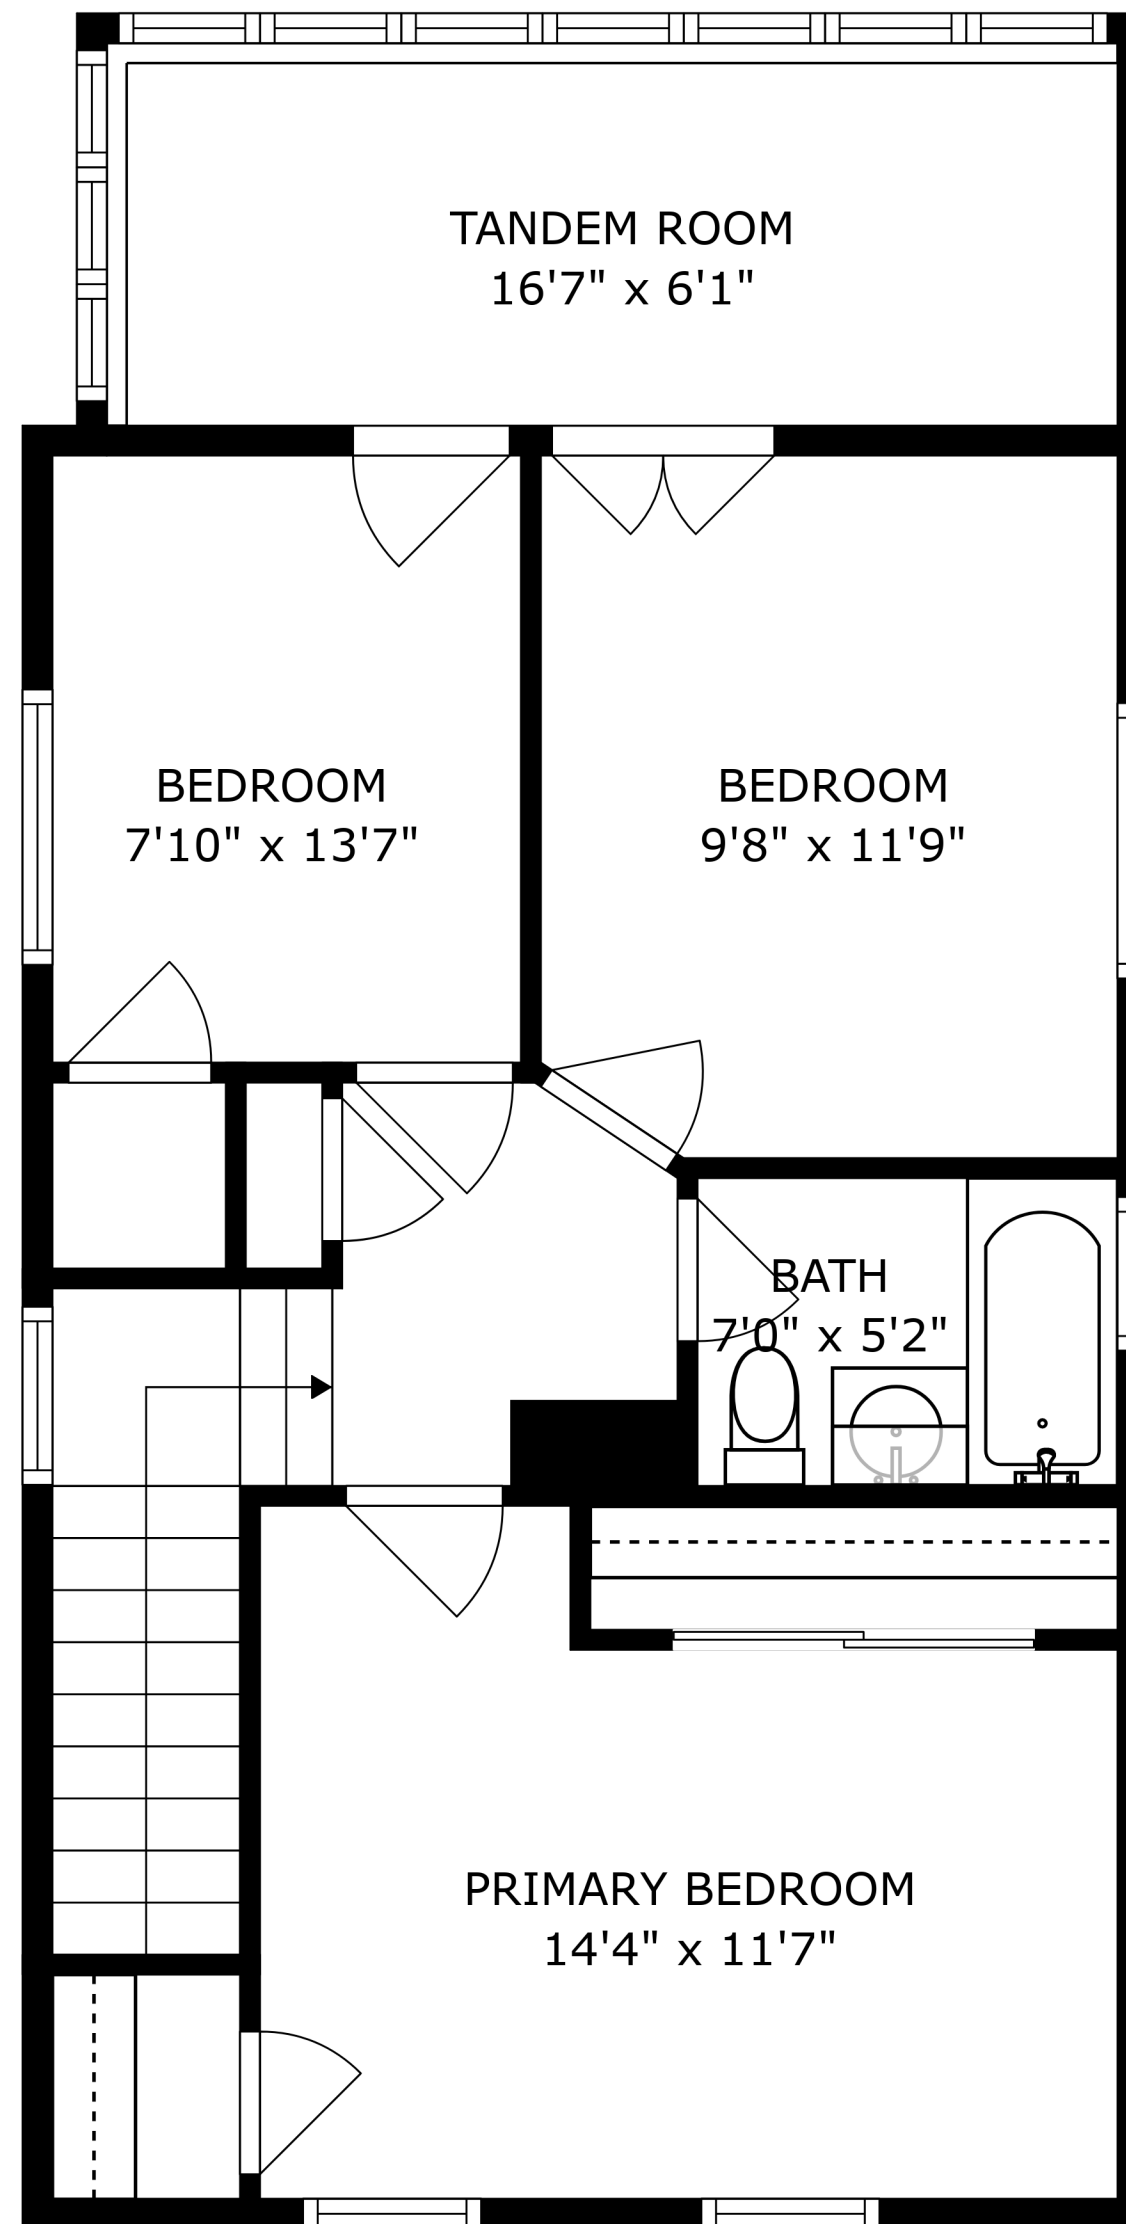 TANDEM ROOM
16'7" x 6'1"
BEDROOM
7'10" x 13'7"
BEDROOM
9'8" x 11'9"
BATH
7'0" x 5'2"
PRIMARY BEDROOM
14'4" x 11'7"